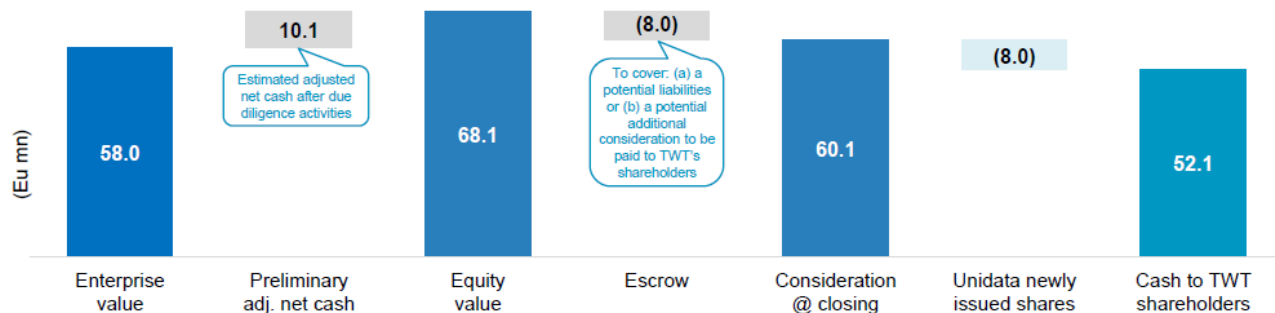 (Eu mn)
58.0
10.1
Estimated adjusted
net cash after due
diligence activities
68.1
(8.0)
To cover: (a) a
potential liabilities
or (b) a potential
additional
consideration to be
paid to TWT's
shareholders
60.1
(8.0)
52.1
Enterprise
value
Preliminary
adj. net cash
Equity
value
Escrow
Consideration
@ closing
Unidata newly
issued shares
Cash to TWT
shareholders